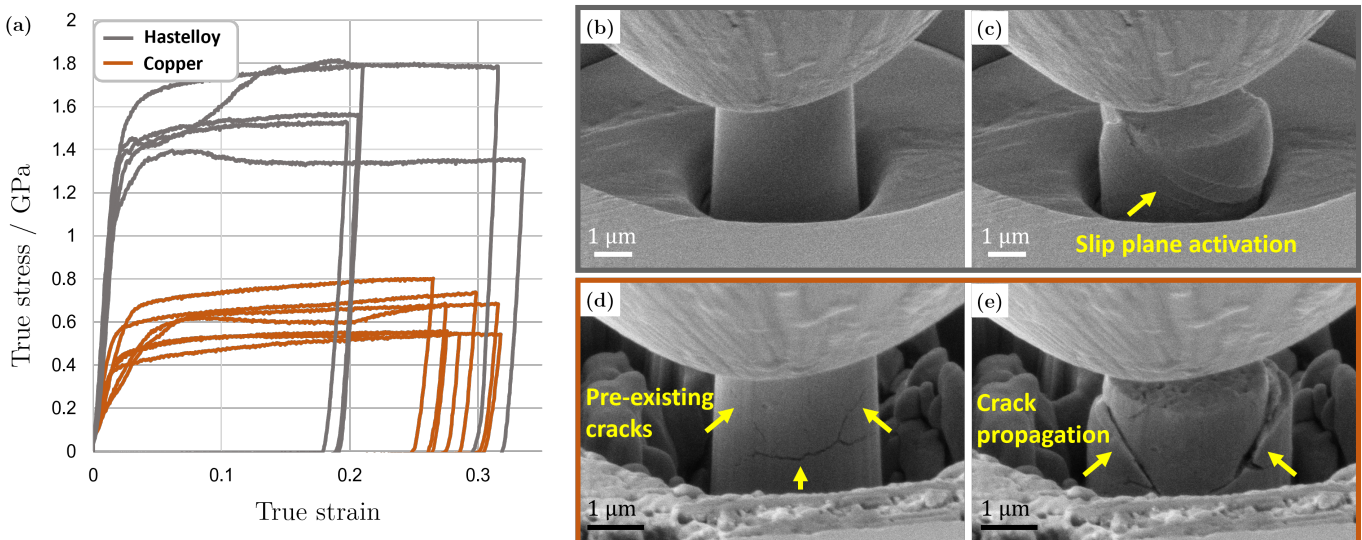 (a)
True stress / GPa
2
1.8
1.6
1.4
1.2
1
0.8
0.6
0.4
0.2
0
0
0.1
0.2
0.3
True strain
Hastelloy
Copper
(b)
1 μm
(c)
1 μm
Slip plane activation
(d)
Pre-existing
cracks
1 μm
(e)
Crack
propagation
1 μm